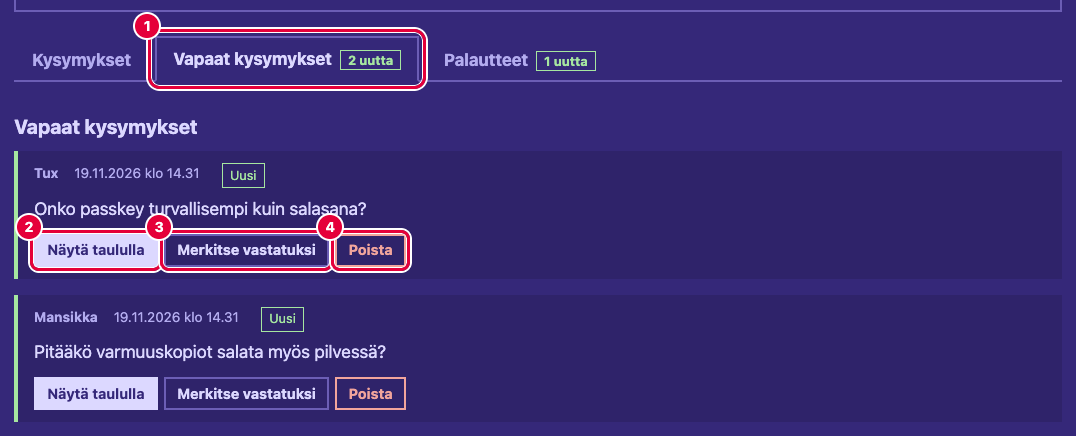 1
Kysymykset Vapaat kysymykset 2 uutta Palautteet 1 uutta
Vapaat kysymykset
Tux 19.11.2026 klo 14.31 Uusi
Onko passkey turvallisempi kuin salasana?
2 3 4
Näytä taululla Merkitse vastatuksi Poista
Mansikka 19.11.2026 klo 14.31 Uusi
Pitääkö varmuuskopiot salata myös pilvessä?
Näytä taululla Merkitse vastatuksi Poista